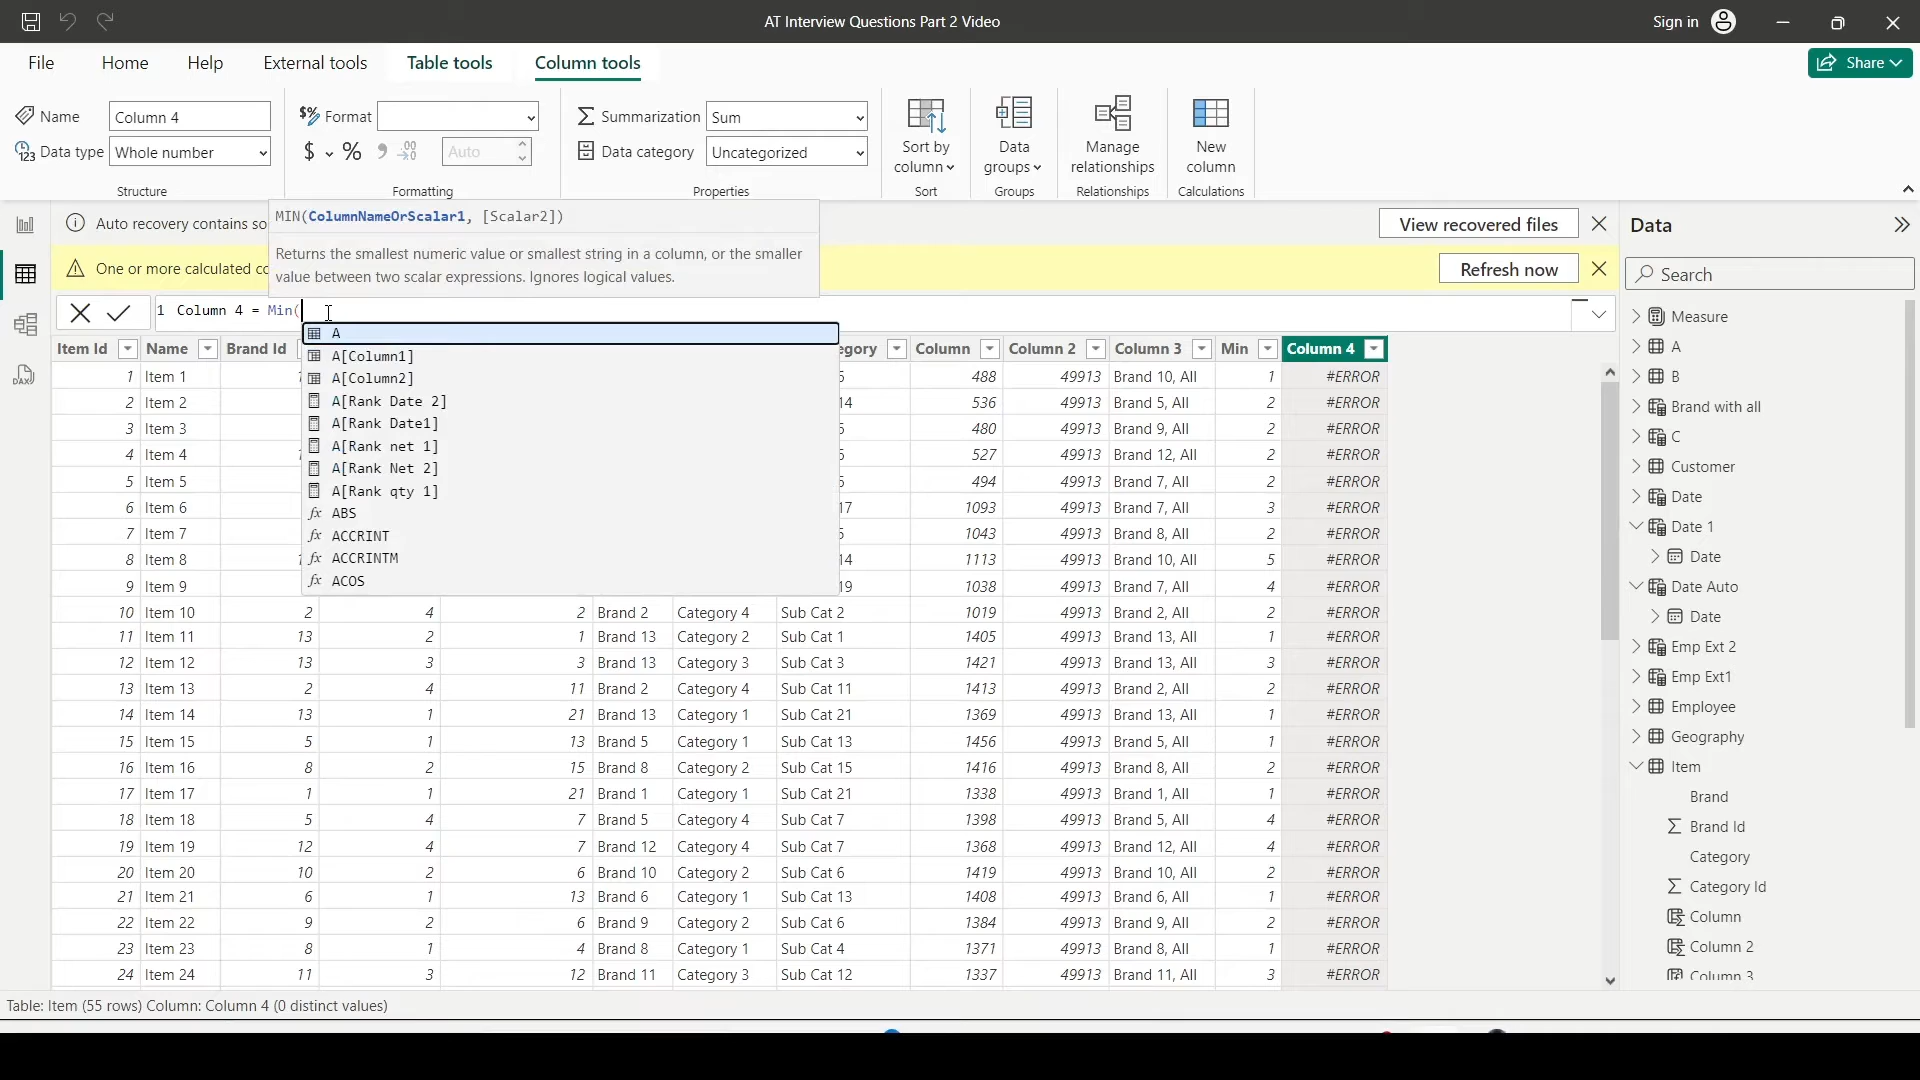 AT Interview Questions Part 2 Video
Sign in
File Home Help External tools Table tools Column tools
Share
Name Column 4
Data type Whole number
Structure
Format
$ % Auto
Formatting
Summarization Sum
Data category Uncategorized
Properties
Sort by column
Sort
Data groups
Groups
Manage relationships
Relationships
New column
Calculations
Auto recovery contains so
View recovered files
One or more calculated co
Refresh now
MIN(ColumnNameOrScalar1, [Scalar2])
Returns the smallest numeric value or smallest string in a column, or the smaller
value between two scalar expressions. Ignores logical values.
1 Column 4 = Min(
A
A[Column1]
A[Column2]
A[Rank Date 2]
A[Rank Date1]
A[Rank net 1]
A[Rank Net 2]
A[Rank qty 1]
ABS
ACCRINT
ACCRINTM
ACOS
Item Id Name Brand Id egory Column Column 2 Column 3 Min Column 4
1 Item 1 488 49913 Brand 10, All 1 #ERROR
2 Item 2 14 536 49913 Brand 5, All 2 #ERROR
3 Item 3 480 49913 Brand 9, All 2 #ERROR
4 Item 4 527 49913 Brand 12, All 2 #ERROR
5 Item 5 494 49913 Brand 7, All 2 #ERROR
6 Item 6 17 1093 49913 Brand 7, All 3 #ERROR
7 Item 7 1043 49913 Brand 8, All 2 #ERROR
8 Item 8 14 1113 49913 Brand 10, All 5 #ERROR
9 Item 9 19 1038 49913 Brand 7, All 4 #ERROR
10 Item 10 2 4 2 Brand 2 Category 4 Sub Cat 2 1019 49913 Brand 2, All 2 #ERROR
11 Item 11 13 2 1 Brand 13 Category 2 Sub Cat 1 1405 49913 Brand 13, All 1 #ERROR
12 Item 12 13 3 3 Brand 13 Category 3 Sub Cat 3 1421 49913 Brand 13, All 3 #ERROR
13 Item 13 2 4 11 Brand 2 Category 4 Sub Cat 11 1413 49913 Brand 2, All 2 #ERROR
14 Item 14 13 1 21 Brand 13 Category 1 Sub Cat 21 1369 49913 Brand 13, All 1 #ERROR
15 Item 15 5 1 13 Brand 5 Category 1 Sub Cat 13 1456 49913 Brand 5, All 1 #ERROR
16 Item 16 8 2 15 Brand 8 Category 2 Sub Cat 15 1416 49913 Brand 8, All 2 #ERROR
17 Item 17 1 1 21 Brand 1 Category 1 Sub Cat 21 1338 49913 Brand 1, All 1 #ERROR
18 Item 18 5 4 7 Brand 5 Category 4 Sub Cat 7 1398 49913 Brand 5, All 4 #ERROR
19 Item 19 12 4 7 Brand 12 Category 4 Sub Cat 7 1368 49913 Brand 12, All 4 #ERROR
20 Item 20 10 2 6 Brand 10 Category 2 Sub Cat 6 1419 49913 Brand 10, All 2 #ERROR
21 Item 21 6 1 13 Brand 6 Category 1 Sub Cat 13 1408 49913 Brand 6, All 1 #ERROR
22 Item 22 9 2 6 Brand 9 Category 2 Sub Cat 6 1384 49913 Brand 9, All 2 #ERROR
23 Item 23 8 1 4 Brand 8 Category 1 Sub Cat 4 1371 49913 Brand 8, All 1 #ERROR
24 Item 24 11 3 12 Brand 11 Category 3 Sub Cat 12 1337 49913 Brand 11, All 3 #ERROR
Table: Item (55 rows) Column: Column 4 (0 distinct values)
Data
Search
Measure
A
B
Brand with all
C
Customer
Date
Date 1
Date
Date Auto
Date
Emp Ext 2
Emp Ext1
Employee
Geography
Item
Brand
Brand Id
Category
Category Id
Column
Column 2
Column 3